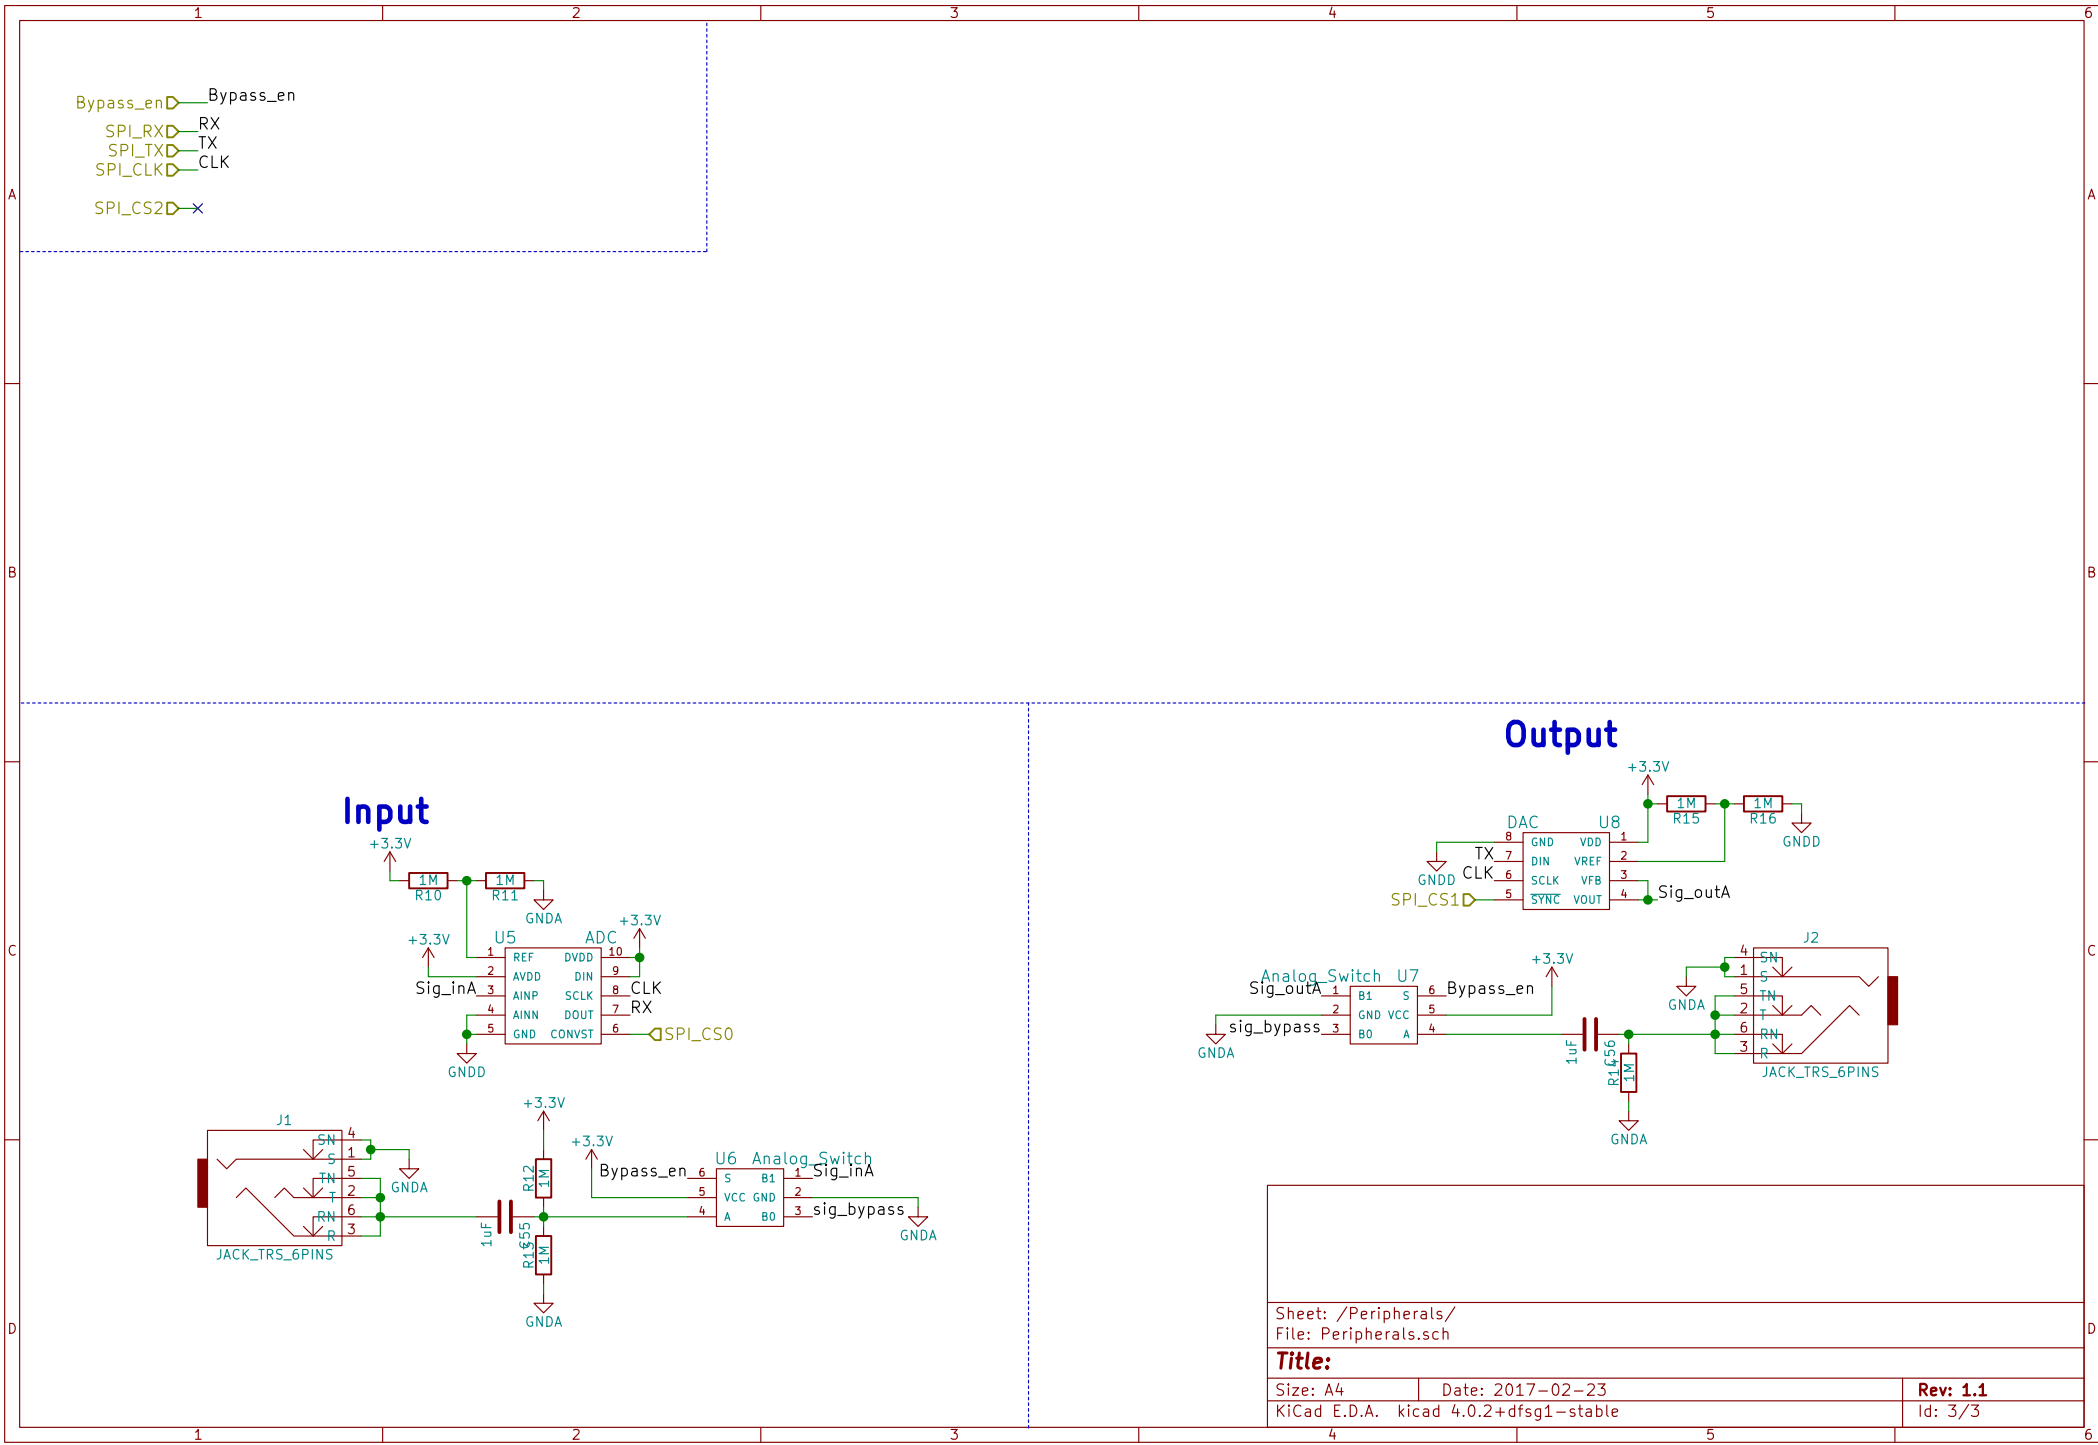 1 2 3 4 5 6
A
B
C
D
A
B
C
D
1 2 3 4 5 6
Bypass_en Bypass_en
SPI_RX RX
SPI_TX TX
SPI_CLK CLK
SPI_CS2
Input
+3.3V
1M 1M
R10 R11
GNDA
+3.3V
+3.3V
U5 ADC
1 REF DVDD 10
2 AVDD DIN 9
Sig_inA 3 AINP SCLK 8 CLK
4 AINN DOUT 7 RX
5 GND CONVST 6 SPI_CS0
GNDD
J1
SN 4
S 1
TN 5
T 2
RN 6
R 3
JACK_TRS_6PINS
GNDA
1uF
C55
+3.3V
R12
1M
R13
1M
GNDA
+3.3V
U6 Analog_Switch
Bypass_en 6 S B1 1 Sig_inA
5 VCC GND 2
4 A B0 3 sig_bypass
GNDA
Output
+3.3V
1M 1M
R15 R16
GNDD
DAC U8
8 GND VDD 1
TX 7 DIN VREF 2
CLK 6 SCLK VFB 3
SPI_CS1 5 SYNC VOUT 4 Sig_outA
GNDD
+3.3V
Analog_Switch U7
Sig_outA 1 B1 S 6 Bypass_en
2 GND VCC 5
sig_bypass 3 B0 A 4
GNDA
1uF
C56
R14
1M
GNDA
J2
4 SN
1 S
5 TN
2 T
6 RN
3 R
JACK_TRS_6PINS
GNDA
Sheet: /Peripherals/
File: Peripherals.sch
Title:
Size: A4 Date: 2017-02-23 Rev: 1.1
KiCad E.D.A. kicad 4.0.2+dfsg1-stable Id: 3/3